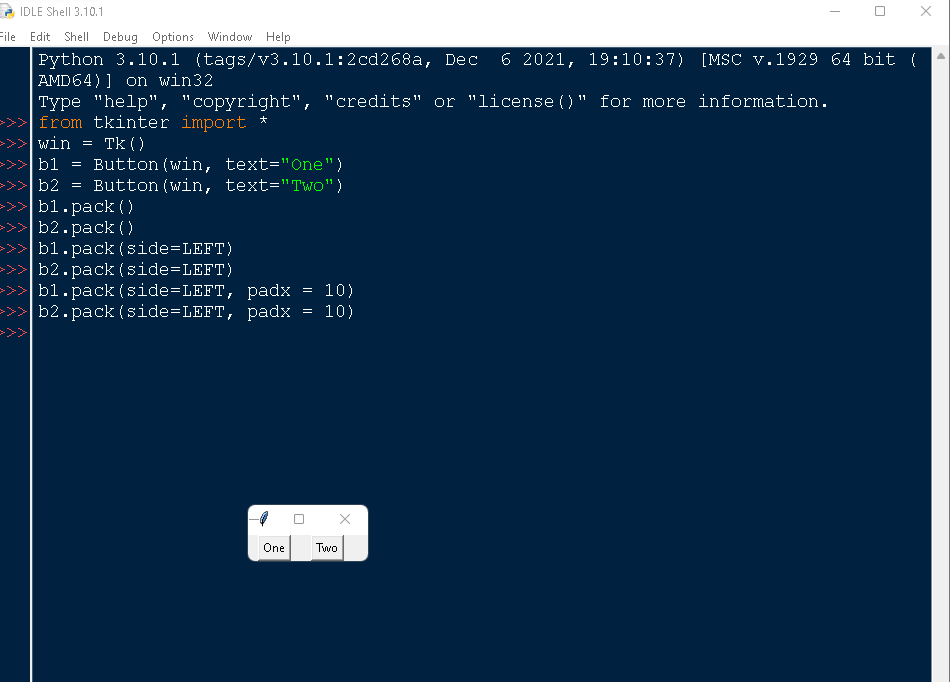 IDLE Shell 3.10.1
File Edit Shell Debug Options Window Help
Python 3.10.1 (tags/v3.10.1:2cd268a, Dec  6 2021, 19:10:37) [MSC v.1929 64 bit (
AMD64)] on win32
Type "help", "copyright", "credits" or "license()" for more information.
>>> from tkinter import *
>>> win = Tk()
>>> b1 = Button(win, text="One")
>>> b2 = Button(win, text="Two")
>>> b1.pack()
>>> b2.pack()
>>> b1.pack(side=LEFT)
>>> b2.pack(side=LEFT)
>>> b1.pack(side=LEFT, padx = 10)
>>> b2.pack(side=LEFT, padx = 10)
>>>
One Two